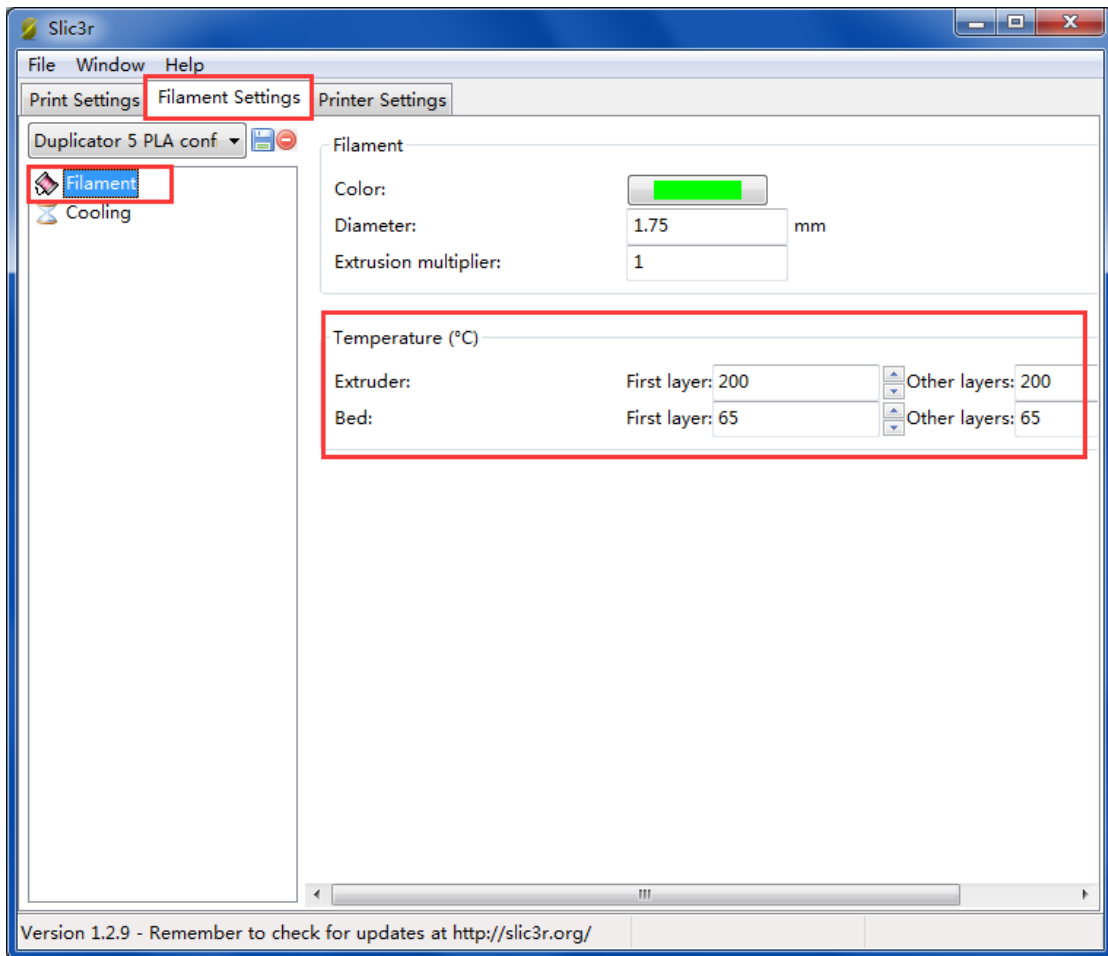 Slic3r
File Window Help
Print Settings Filament Settings Printer Settings
Duplicator 5 PLA conf
Filament
Cooling
Filament
Color:
Diameter: 1.75 mm
Extrusion multiplier: 1
Temperature (°C)
Extruder: First layer: 200 Other layers: 200
Bed: First layer: 65 Other layers: 65
Version 1.2.9 - Remember to check for updates at http://slic3r.org/